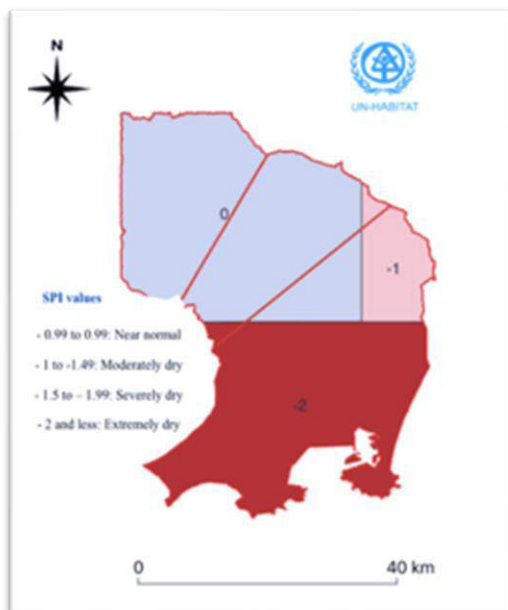 N
UN-HABITAT
0
-1
SPI values
- 0.99 to 0.99: Near normal
- 1 to -1.49: Moderately dry
- 1.5 to – 1.99: Severely dry
- 2 and less: Extremely dry
-2
0 40 km